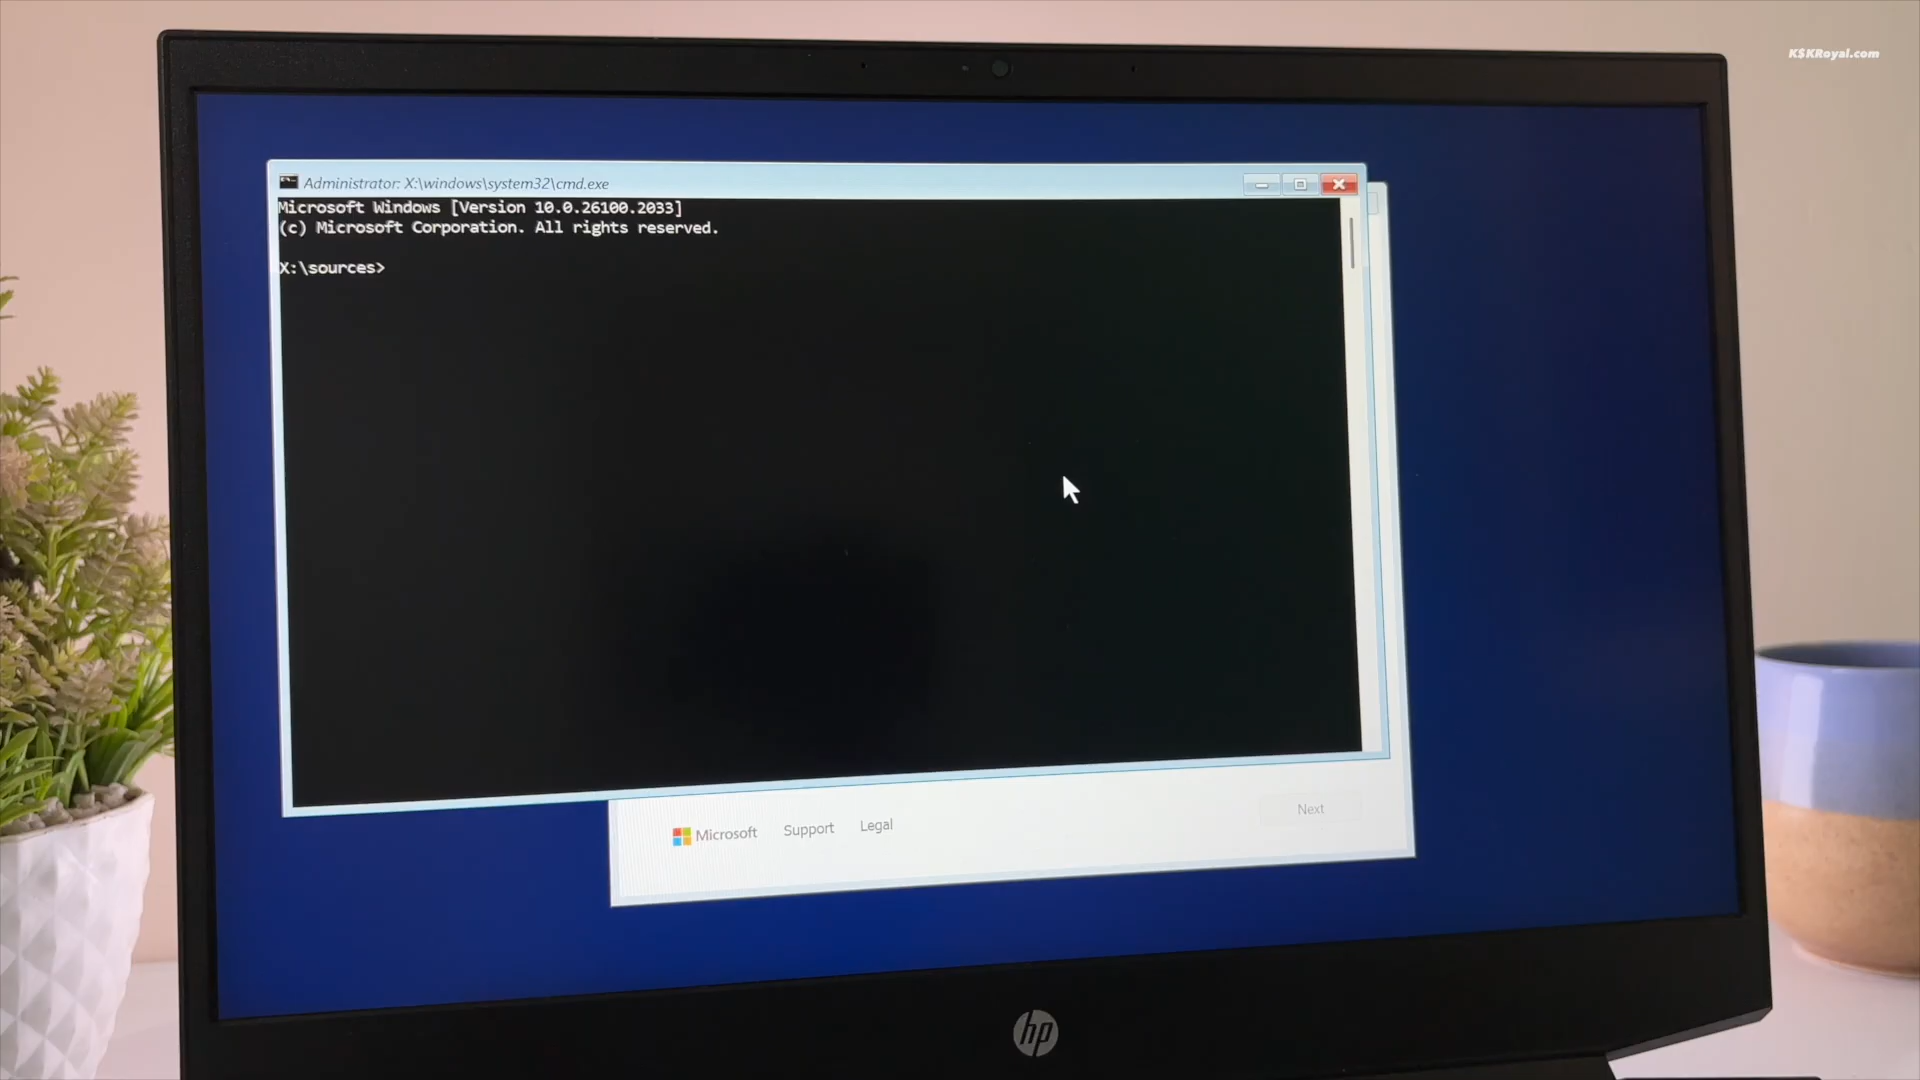 KSKRoyal.com
Administrator: X:\windows\system32\cmd.exe
Microsoft Windows [Version 10.0.26100.2033]
(c) Microsoft Corporation. All rights reserved.
X:\sources>
Microsoft Support Legal
Next
hp